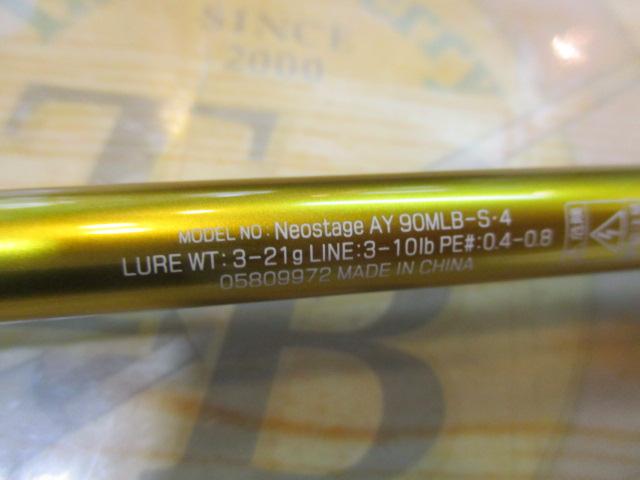 SINCE
2000
TB
MODEL NO : Neostage AY 90MLB-S･4
LURE WT: 3-21g LINE:3-10lb PE#:0.4-0.8
05809972 MADE IN CHINA